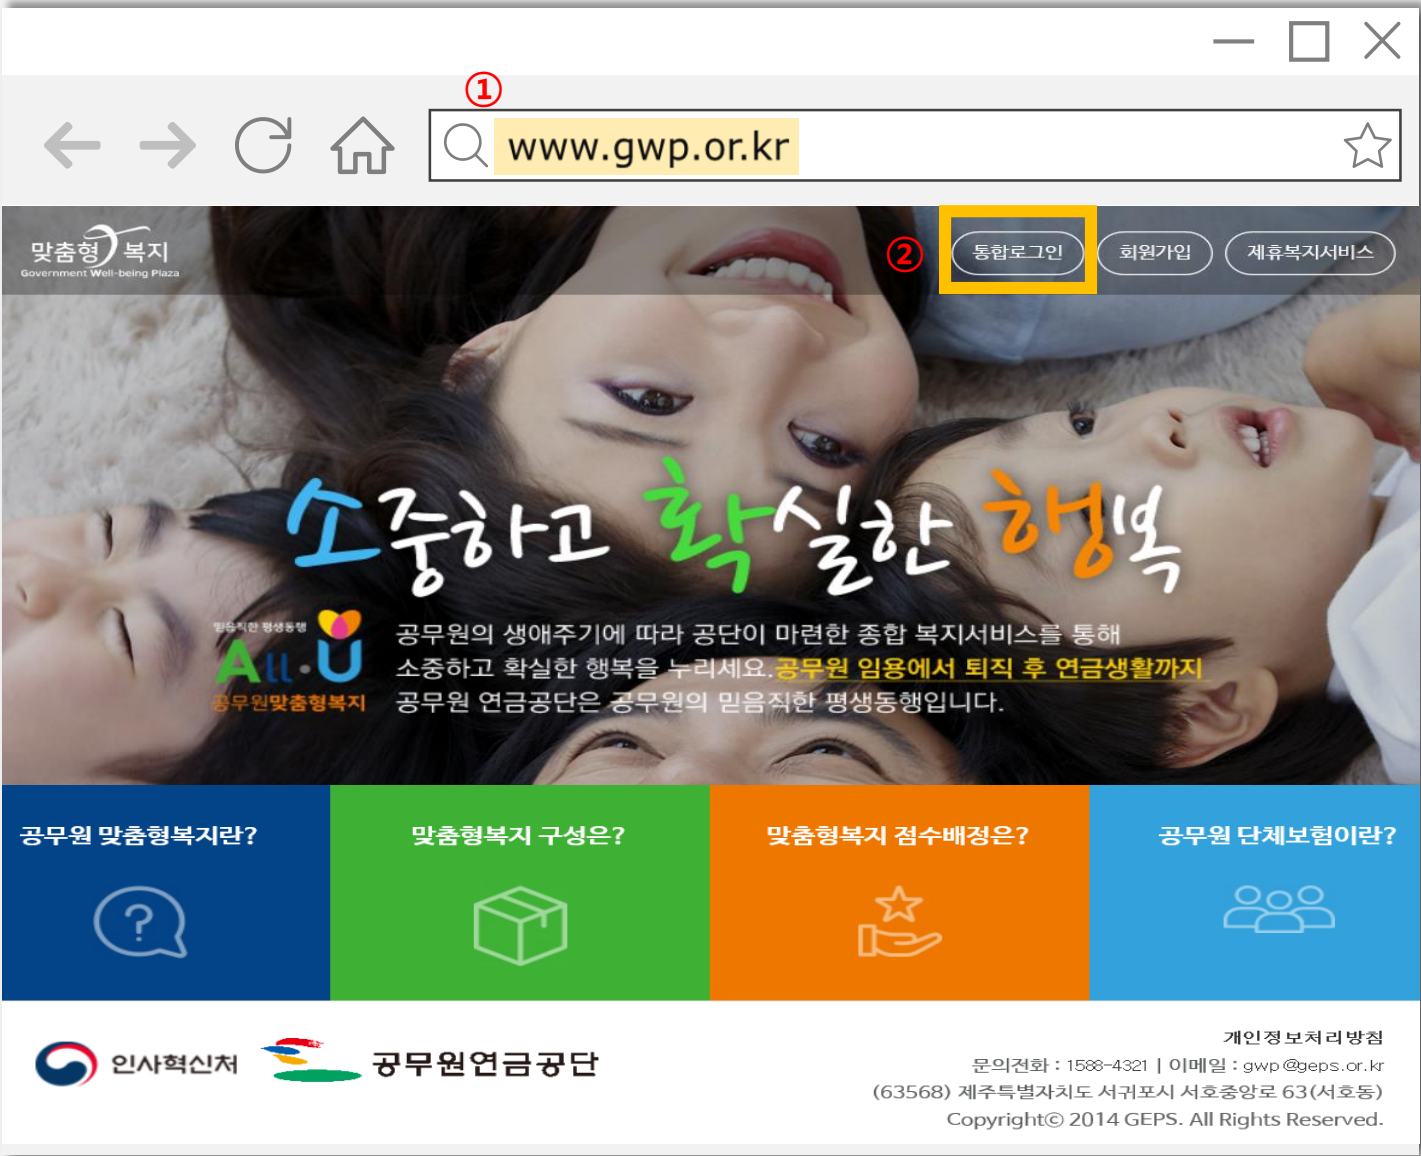 ①
www.gwp.or.kr
맞춤형 복지
Government Well-being Plaza
② 통합로그인 회원가입 제휴복지서비스
소중하고 확실한 행복
믿음직한 평생동행
All·U
공무원맞춤형복지
공무원의 생애주기에 따라 공단이 마련한 종합 복지서비스를 통해
소중하고 확실한 행복을 누리세요.공무원 임용에서 퇴직 후 연금생활까지
공무원 연금공단은 공무원의 믿음직한 평생동행입니다.
공무원 맞춤형복지란? 맞춤형복지 구성은? 맞춤형복지 점수배정은? 공무원 단체보험이란?
?
인사혁신처 공무원연금공단
개인정보처리방침
문의전화 : 1588-4321 | 이메일 : gwp@geps.or.kr
(63568) 제주특별자치도 서귀포시 서호중앙로 63(서호동)
Copyrightⓒ 2014 GEPS. All Rights Reserved.